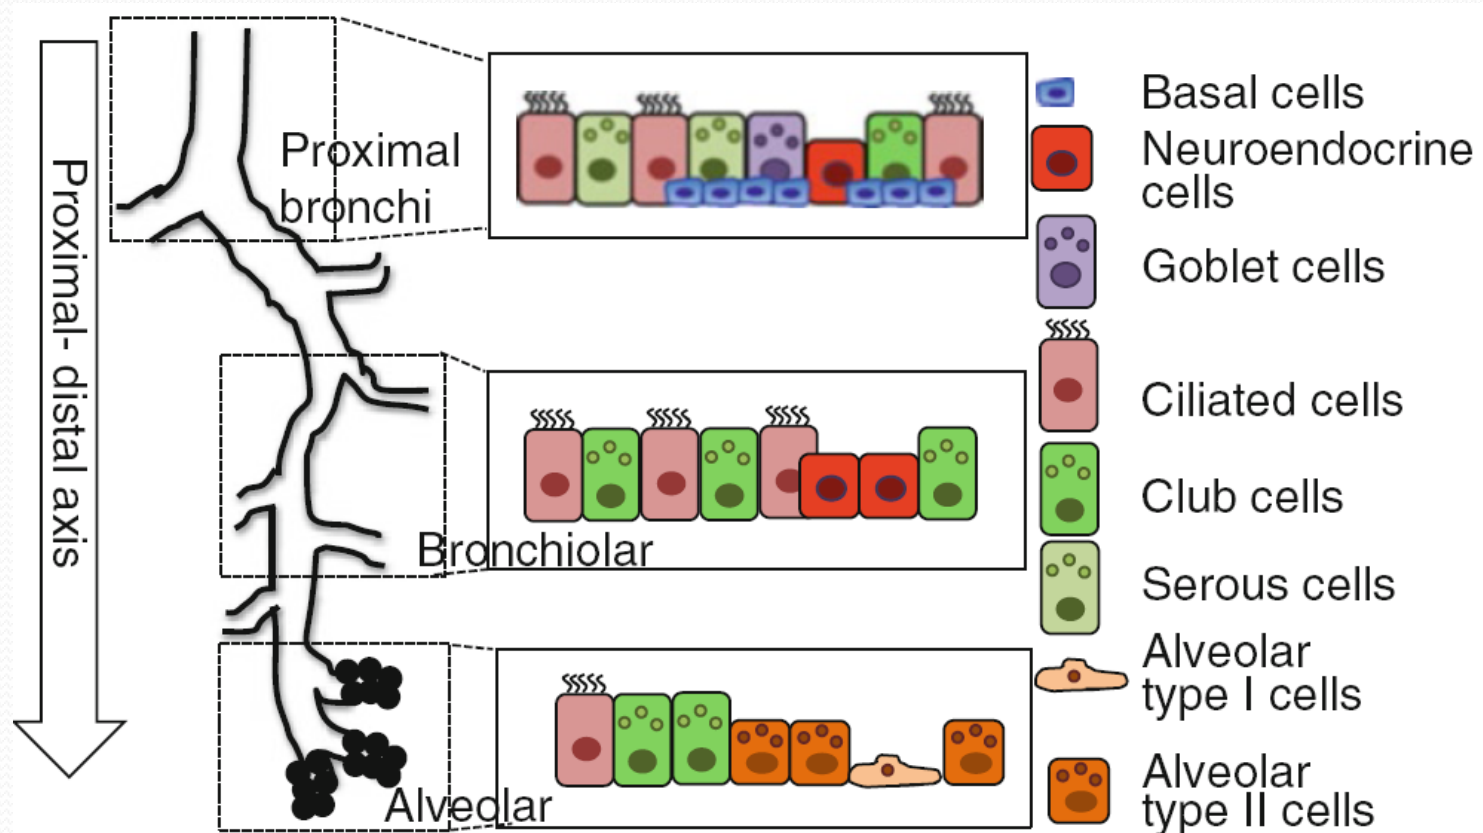 Proximal- distal axis
Proximal
bronchi
Bronchiolar
Alveolar
Basal cells
Neuroendocrine
cells
Goblet cells
Ciliated cells
Club cells
Serous cells
Alveolar
type I cells
Alveolar
type II cells